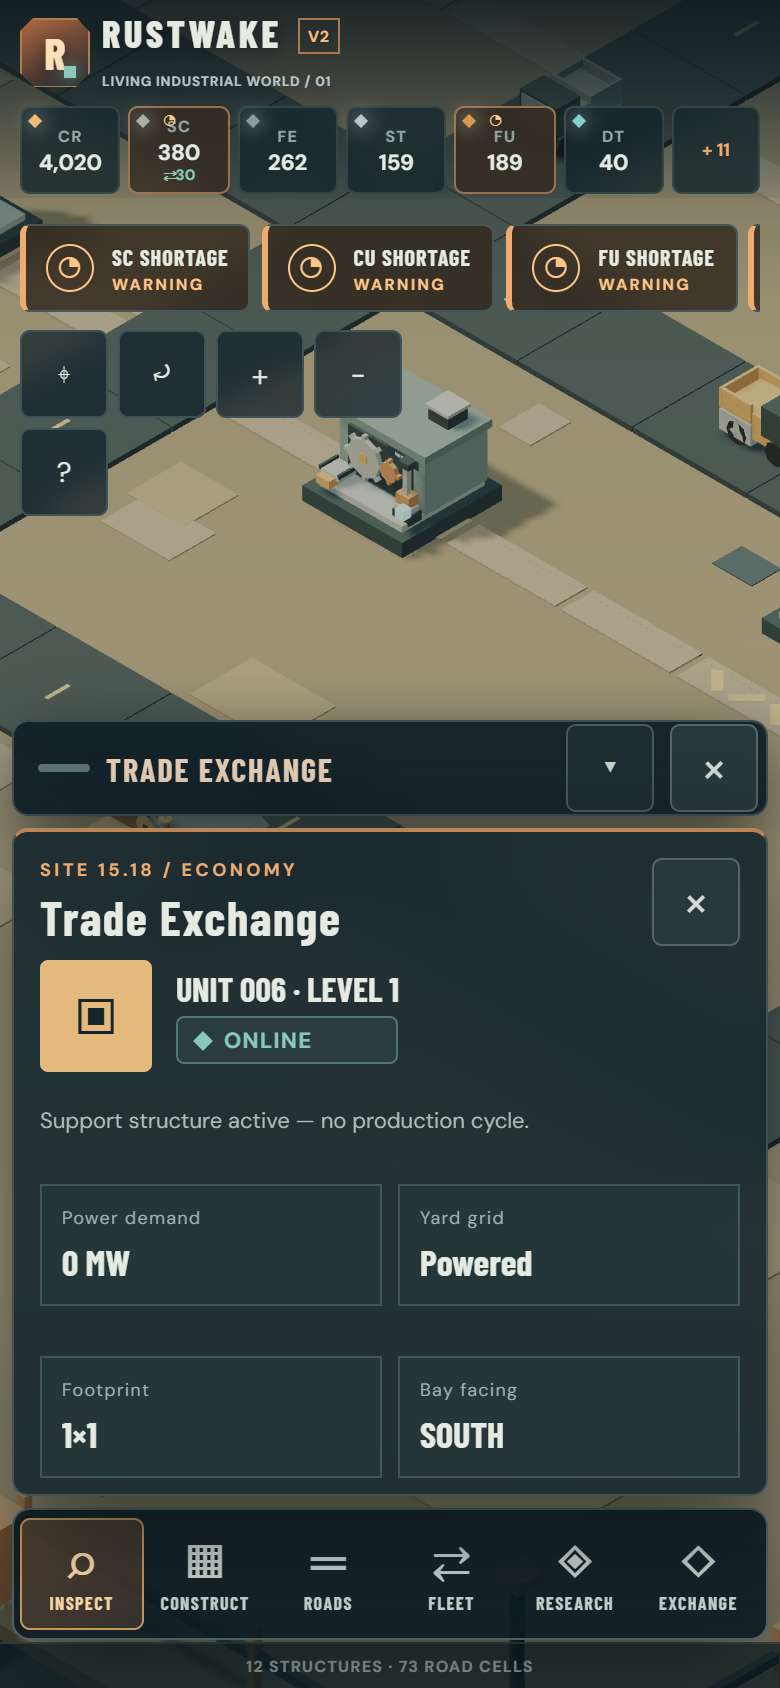 R
RUSTWAKE V2
LIVING INDUSTRIAL WORLD / 01
CR SC FE ST FU DT
4,020 380 262 159 189 40 + 11
⇄30
SC SHORTAGE CU SHORTAGE FU SHORTAGE
WARNING WARNING WARNING
+ −
?
TRADE EXCHANGE ▼ ×
SITE 15.18 / ECONOMY
Trade Exchange ×
UNIT 006 · LEVEL 1
◆ ONLINE
Support structure active — no production cycle.
Power demand Yard grid
0 MW Powered
Footprint Bay facing
1×1 SOUTH
INSPECT CONSTRUCT ROADS FLEET RESEARCH EXCHANGE
12 STRUCTURES · 73 ROAD CELLS